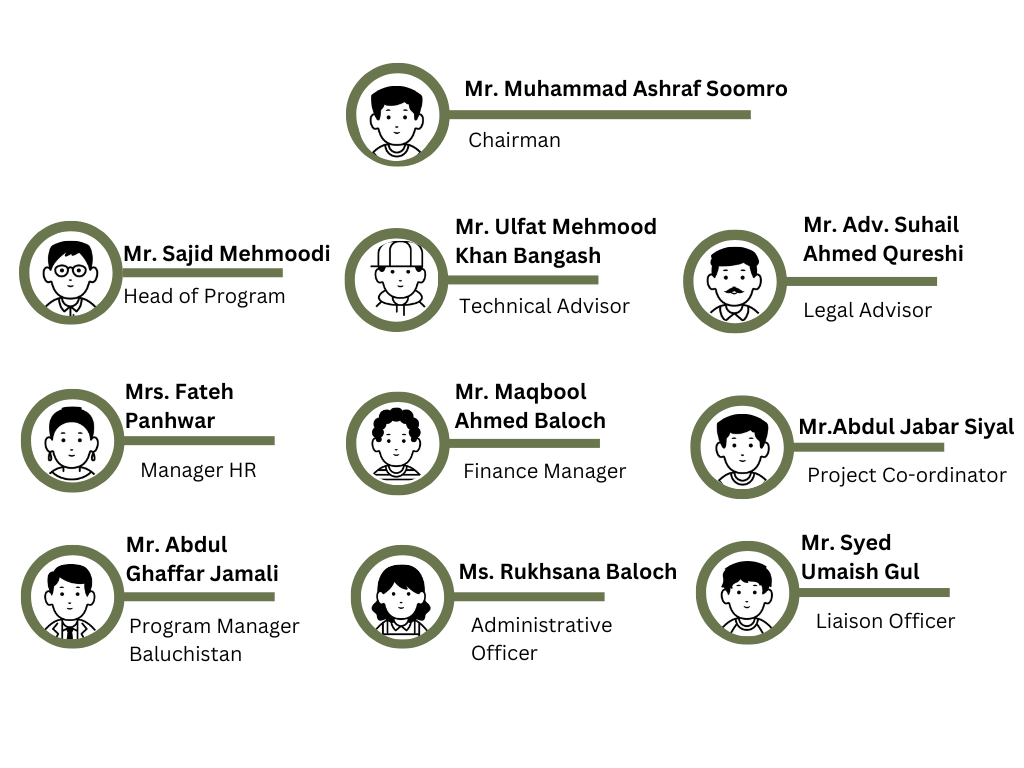 Mr. Muhammad Ashraf Soomro
Chairman
Mr. Sajid Mehmoodi
Head of Program
Mr. Ulfat Mehmood
Khan Bangash
Technical Advisor
Mr. Adv. Suhail
Ahmed Qureshi
Legal Advisor
Mrs. Fateh
Panhwar
Manager HR
Mr. Maqbool
Ahmed Baloch
Finance Manager
Mr.Abdul Jabar Siyal
Project Co-ordinator
Mr. Abdul
Ghaffar Jamali
Program Manager
Baluchistan
Ms. Rukhsana Baloch
Administrative
Officer
Mr. Syed
Umaish Gul
Liaison Officer